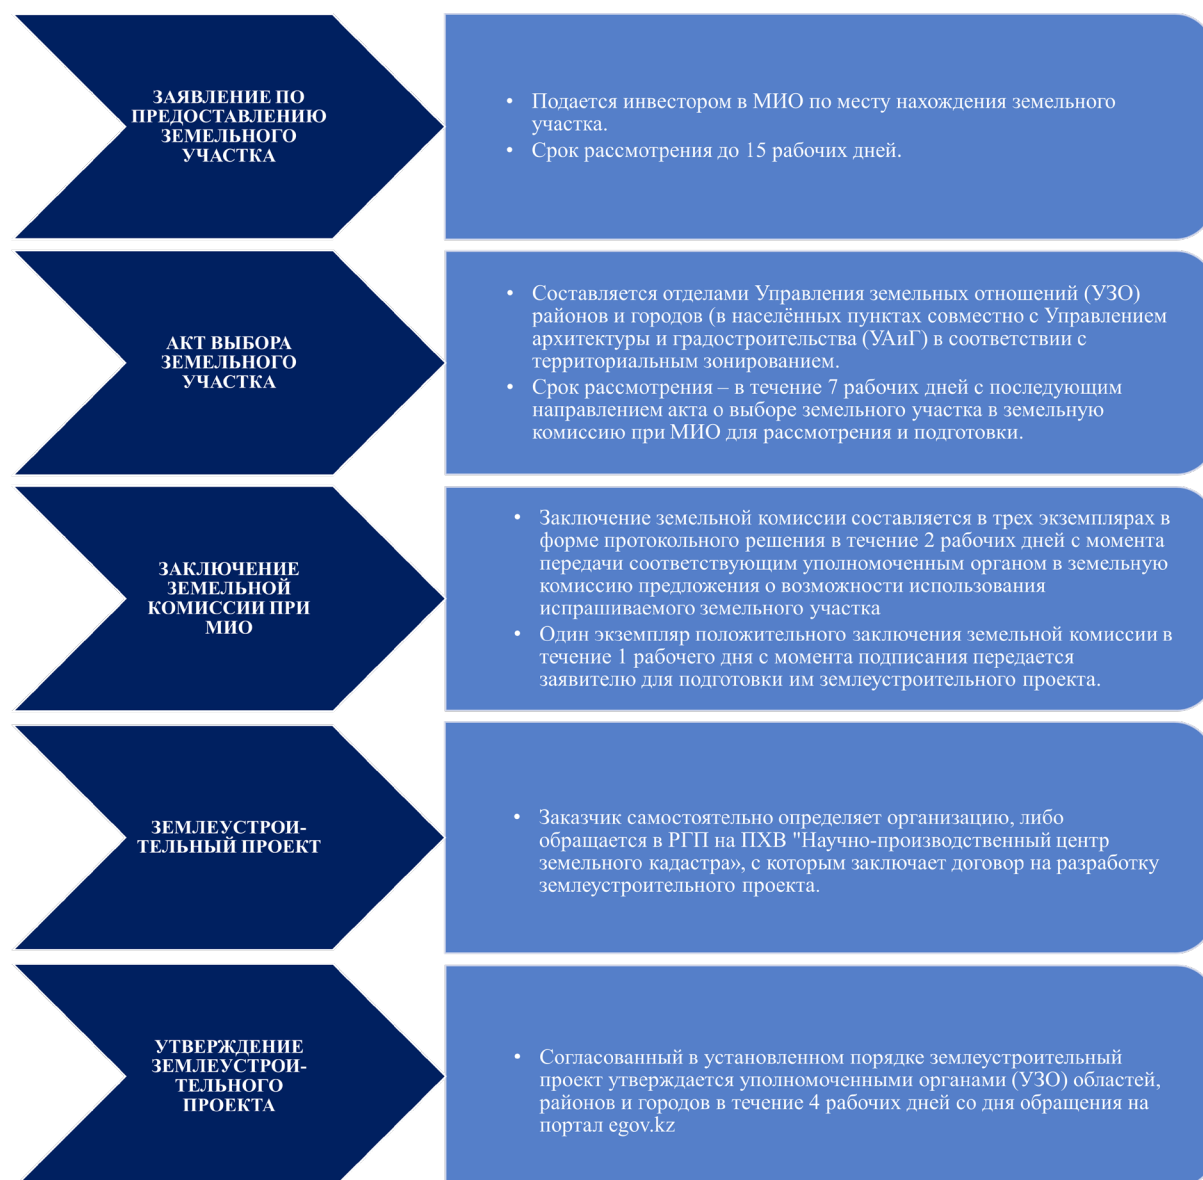 ЗАЯВЛЕНИЕ ПО
ПРЕДОСТАВЛЕНИЮ
ЗЕМЕЛЬНОГО
УЧАСТКА
• Подается инвестором в МИО по месту нахождения земельного
участка.
• Срок рассмотрения до 15 рабочих дней.
АКТ ВЫБОРА
ЗЕМЕЛЬНОГО
УЧАСТКА
• Составляется отделами Управления земельных отношений (УЗО)
районов и городов (в населённых пунктах совместно с Управлением
архитектуры и градостроительства (УАиГ) в соответствии с
территориальным зонированием.
• Срок рассмотрения – в течение 7 рабочих дней с последующим
направлением акта о выборе земельного участка в земельную
комиссию при МИО для рассмотрения и подготовки.
ЗАКЛЮЧЕНИЕ
ЗЕМЕЛЬНОЙ
КОМИССИИ ПРИ
МИО
• Заключение земельной комиссии составляется в трех экземплярах в
форме протокольного решения в течение 2 рабочих дней с момента
передачи соответствующим уполномоченным органом в земельную
комиссию предложения о возможности использования
испрашиваемого земельного участка
• Один экземпляр положительного заключения земельной комиссии в
течение 1 рабочего дня с момента подписания передается
заявителю для подготовки им землеустроительного проекта.
ЗЕМЛЕУСТРОИ-
ТЕЛЬНЫЙ ПРОЕКТ
• Заказчик самостоятельно определяет организацию, либо
обращается в РГП на ПХВ "Научно-производственный центр
земельного кадастра», с которым заключает договор на разработку
землеустроительного проекта.
УТВЕРЖДЕНИЕ
ЗЕМЛЕУСТРОИ-
ТЕЛЬНОГО
ПРОЕКТА
• Согласованный в установленном порядке землеустроительный
проект утверждается уполномоченными органами (УЗО) областей,
районов и городов в течение 4 рабочих дней со дня обращения на
портал egov.kz